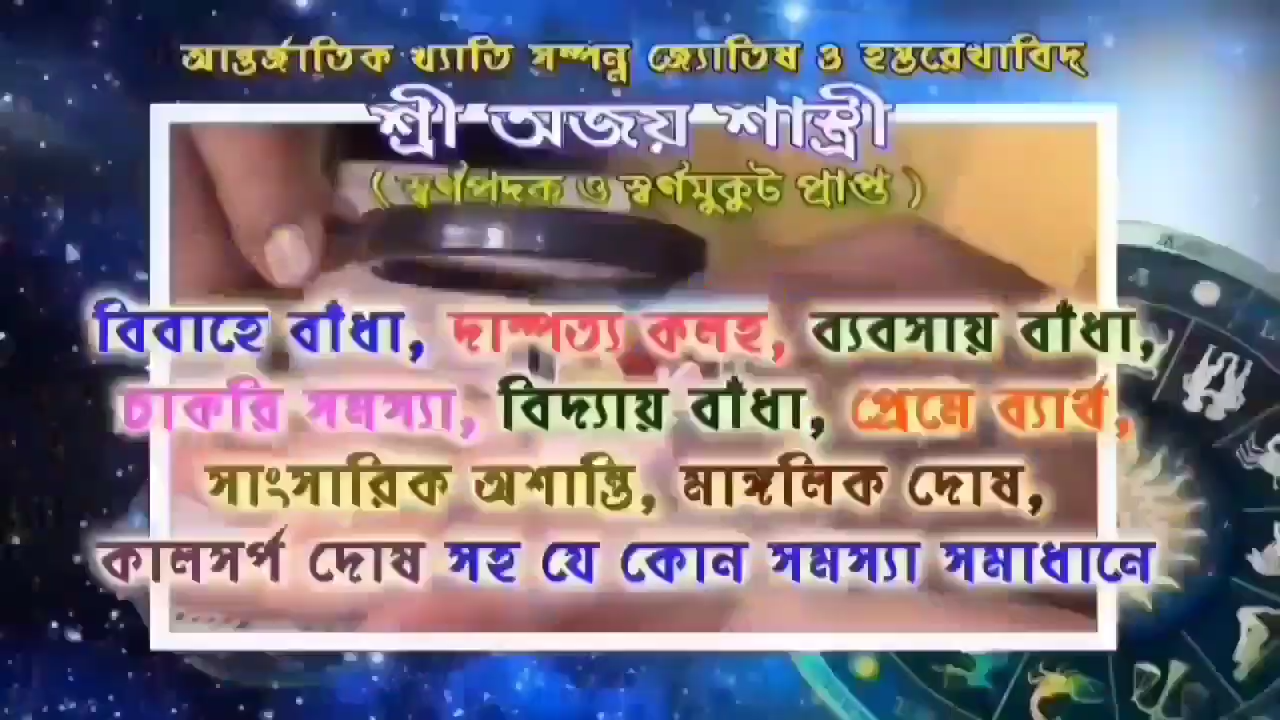 আন্তর্জাতিক খ্যাতি সম্পন্ন জ্যোতিষ ও হস্তরেখাবিদ্
শ্রী অজয় শাস্ত্রী
( স্বর্ণপদক ও স্বর্ণমুকুট প্রাপ্ত )
বিবাহে বাঁধা, দাম্পত্য কলহ, ব্যবসায় বাঁধা,
চাকরি সমস্যা, বিদ্যায় বাঁধা, প্রেমে ব্যার্থ,
সাংসারিক অশান্তি, মাঙ্গলিক দোষ,
কালসর্প দোষ সহ যে কোন সমস্যা সমাধানে